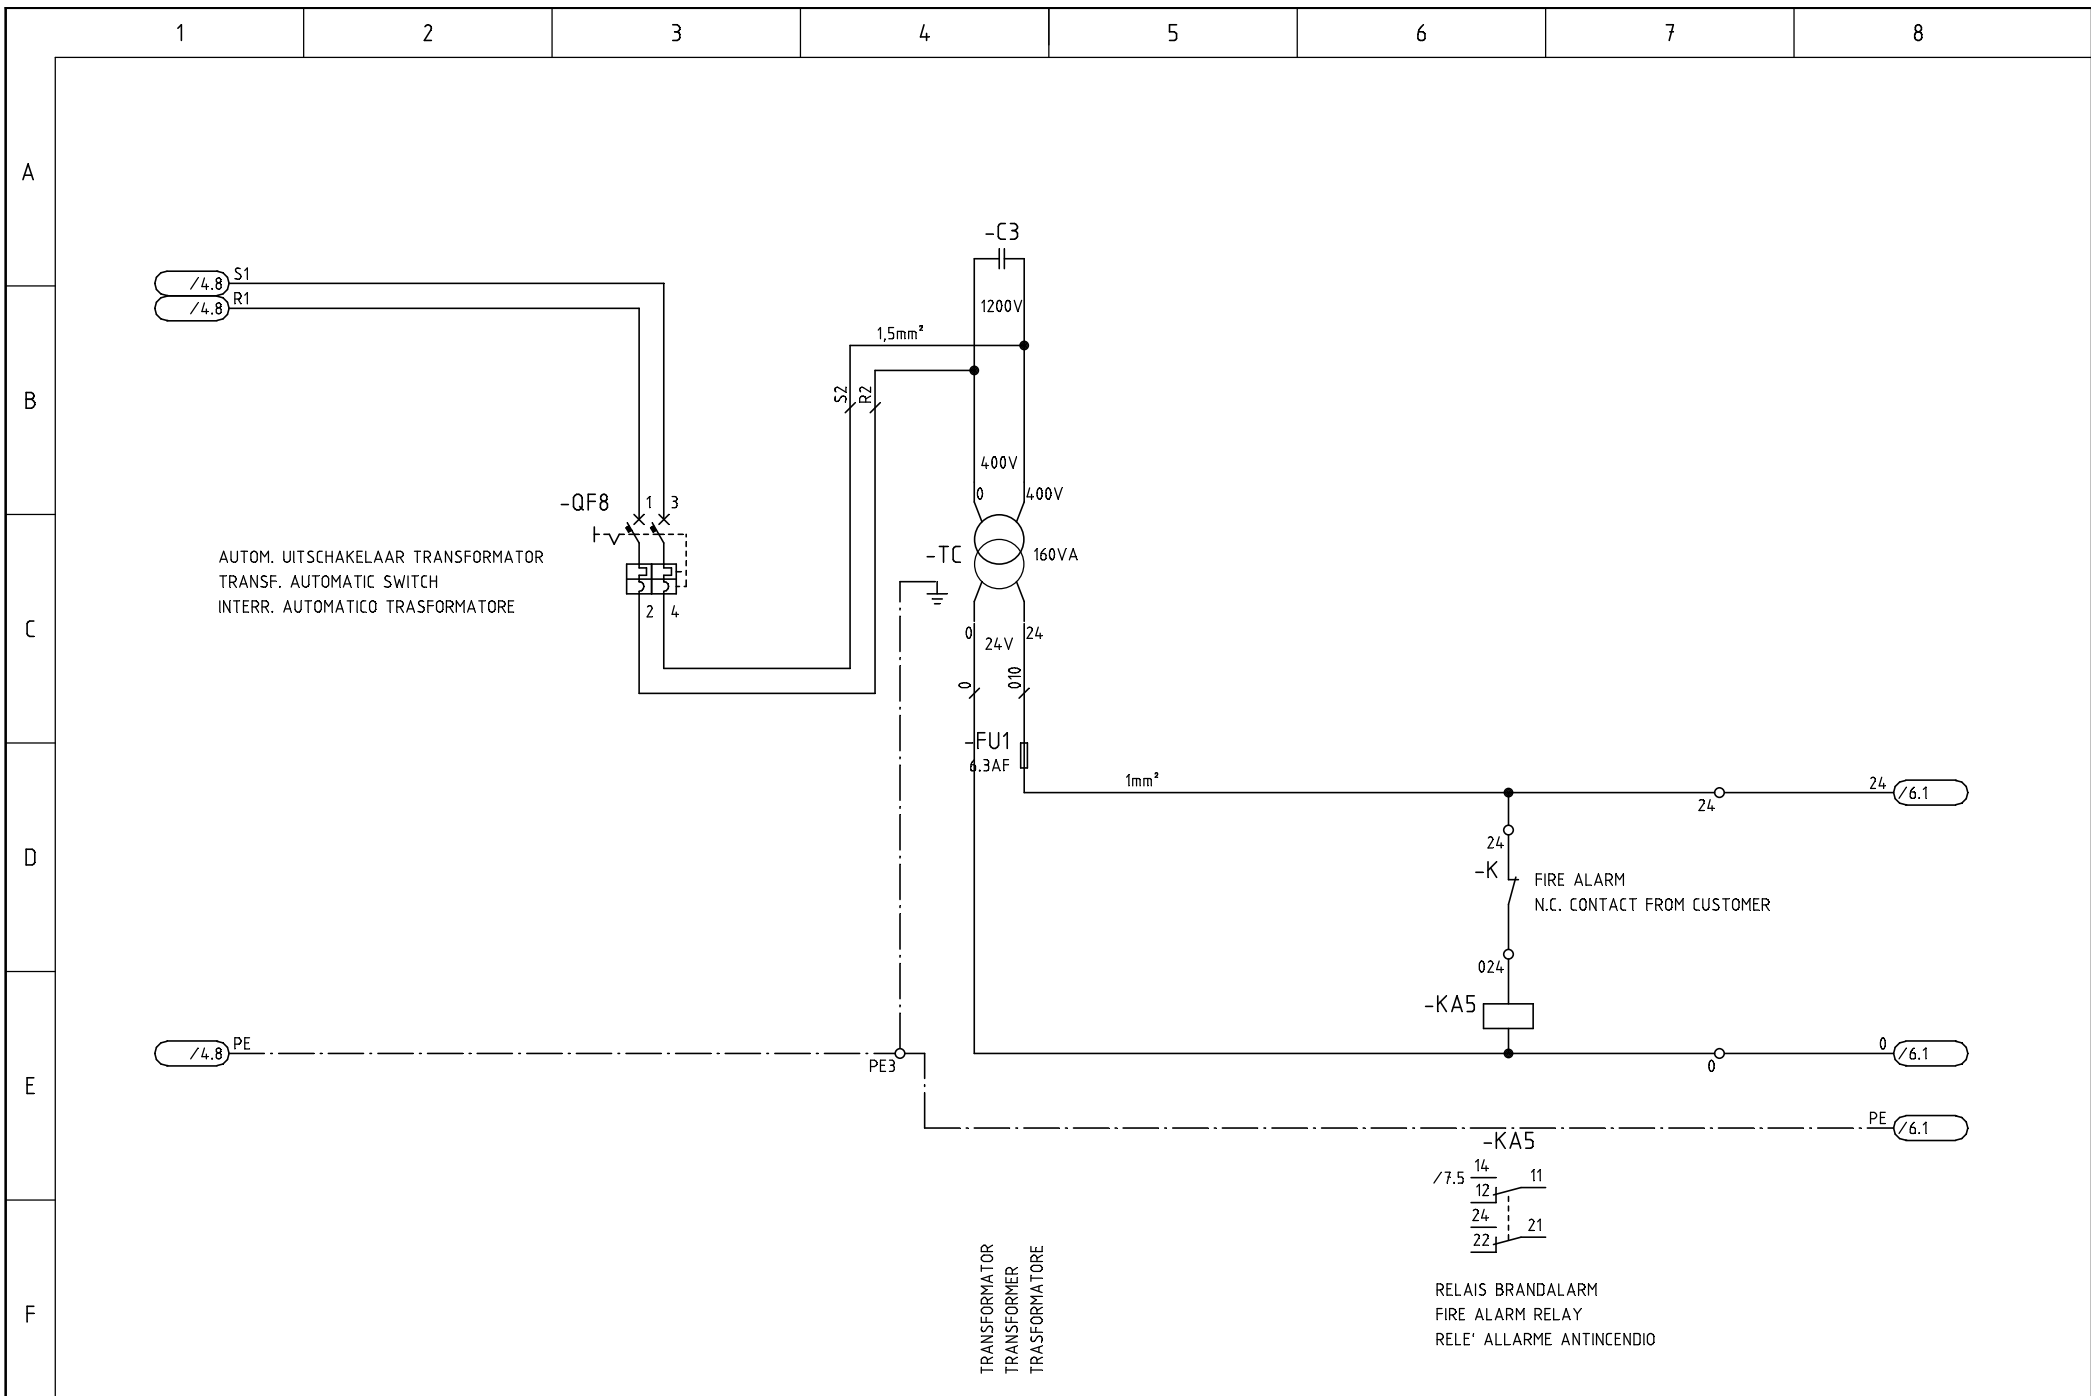 1 2 3 4 5 6 7 8
A
B
C
D
E
F
-C3
1200V
/4.8 S1
/4.8 R1
1,5mm²
S2
R2
400V
0
400V
-QF8
1
3
2
4
AUTOM. UITSCHAKELAAR TRANSFORMATOR
TRANSF. AUTOMATIC SWITCH
INTERR. AUTOMATICO TRASFORMATORE
-TC
160VA
0
24V
24
0
010
-FU1
6.3AF
1mm²
24
24 /6.1
24
-K
FIRE ALARM
N.C. CONTACT FROM CUSTOMER
024
-KA5
/4.8 PE
PE3
0
0 /6.1
PE /6.1
-KA5
/7.5
14
11
12
24
21
22
TRANSFORMATOR
TRANSFORMER
TRASFORMATORE
RELAIS BRANDALARM
FIRE ALARM RELAY
RELE' ALLARME ANTINCENDIO